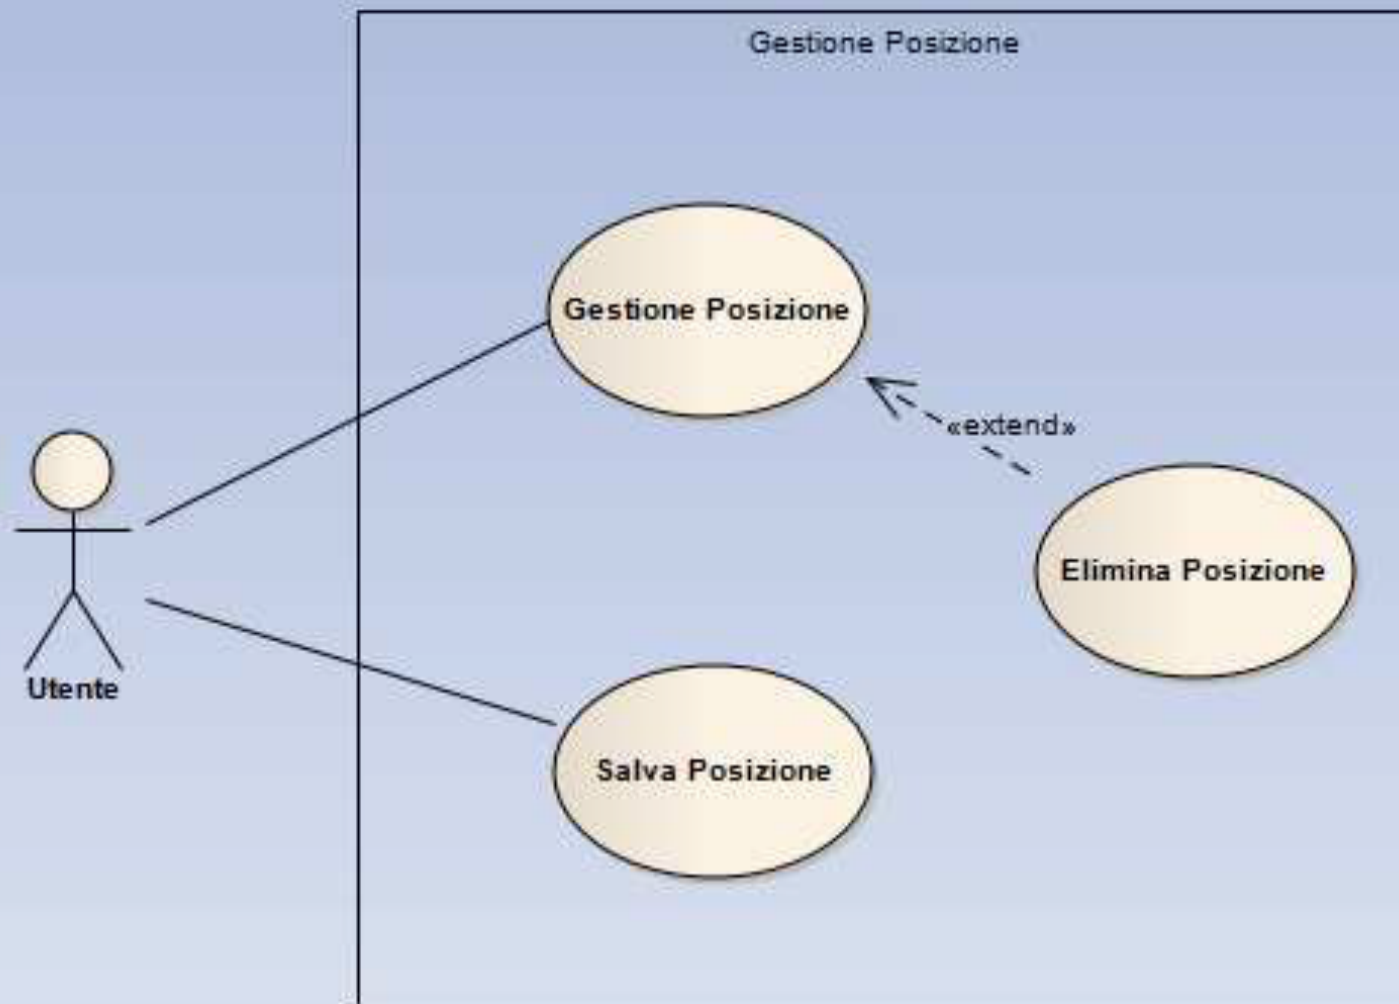 Gestione Posizione
Gestione Posizione
«extend»
Elimina Posizione
Utente
Salva Posizione